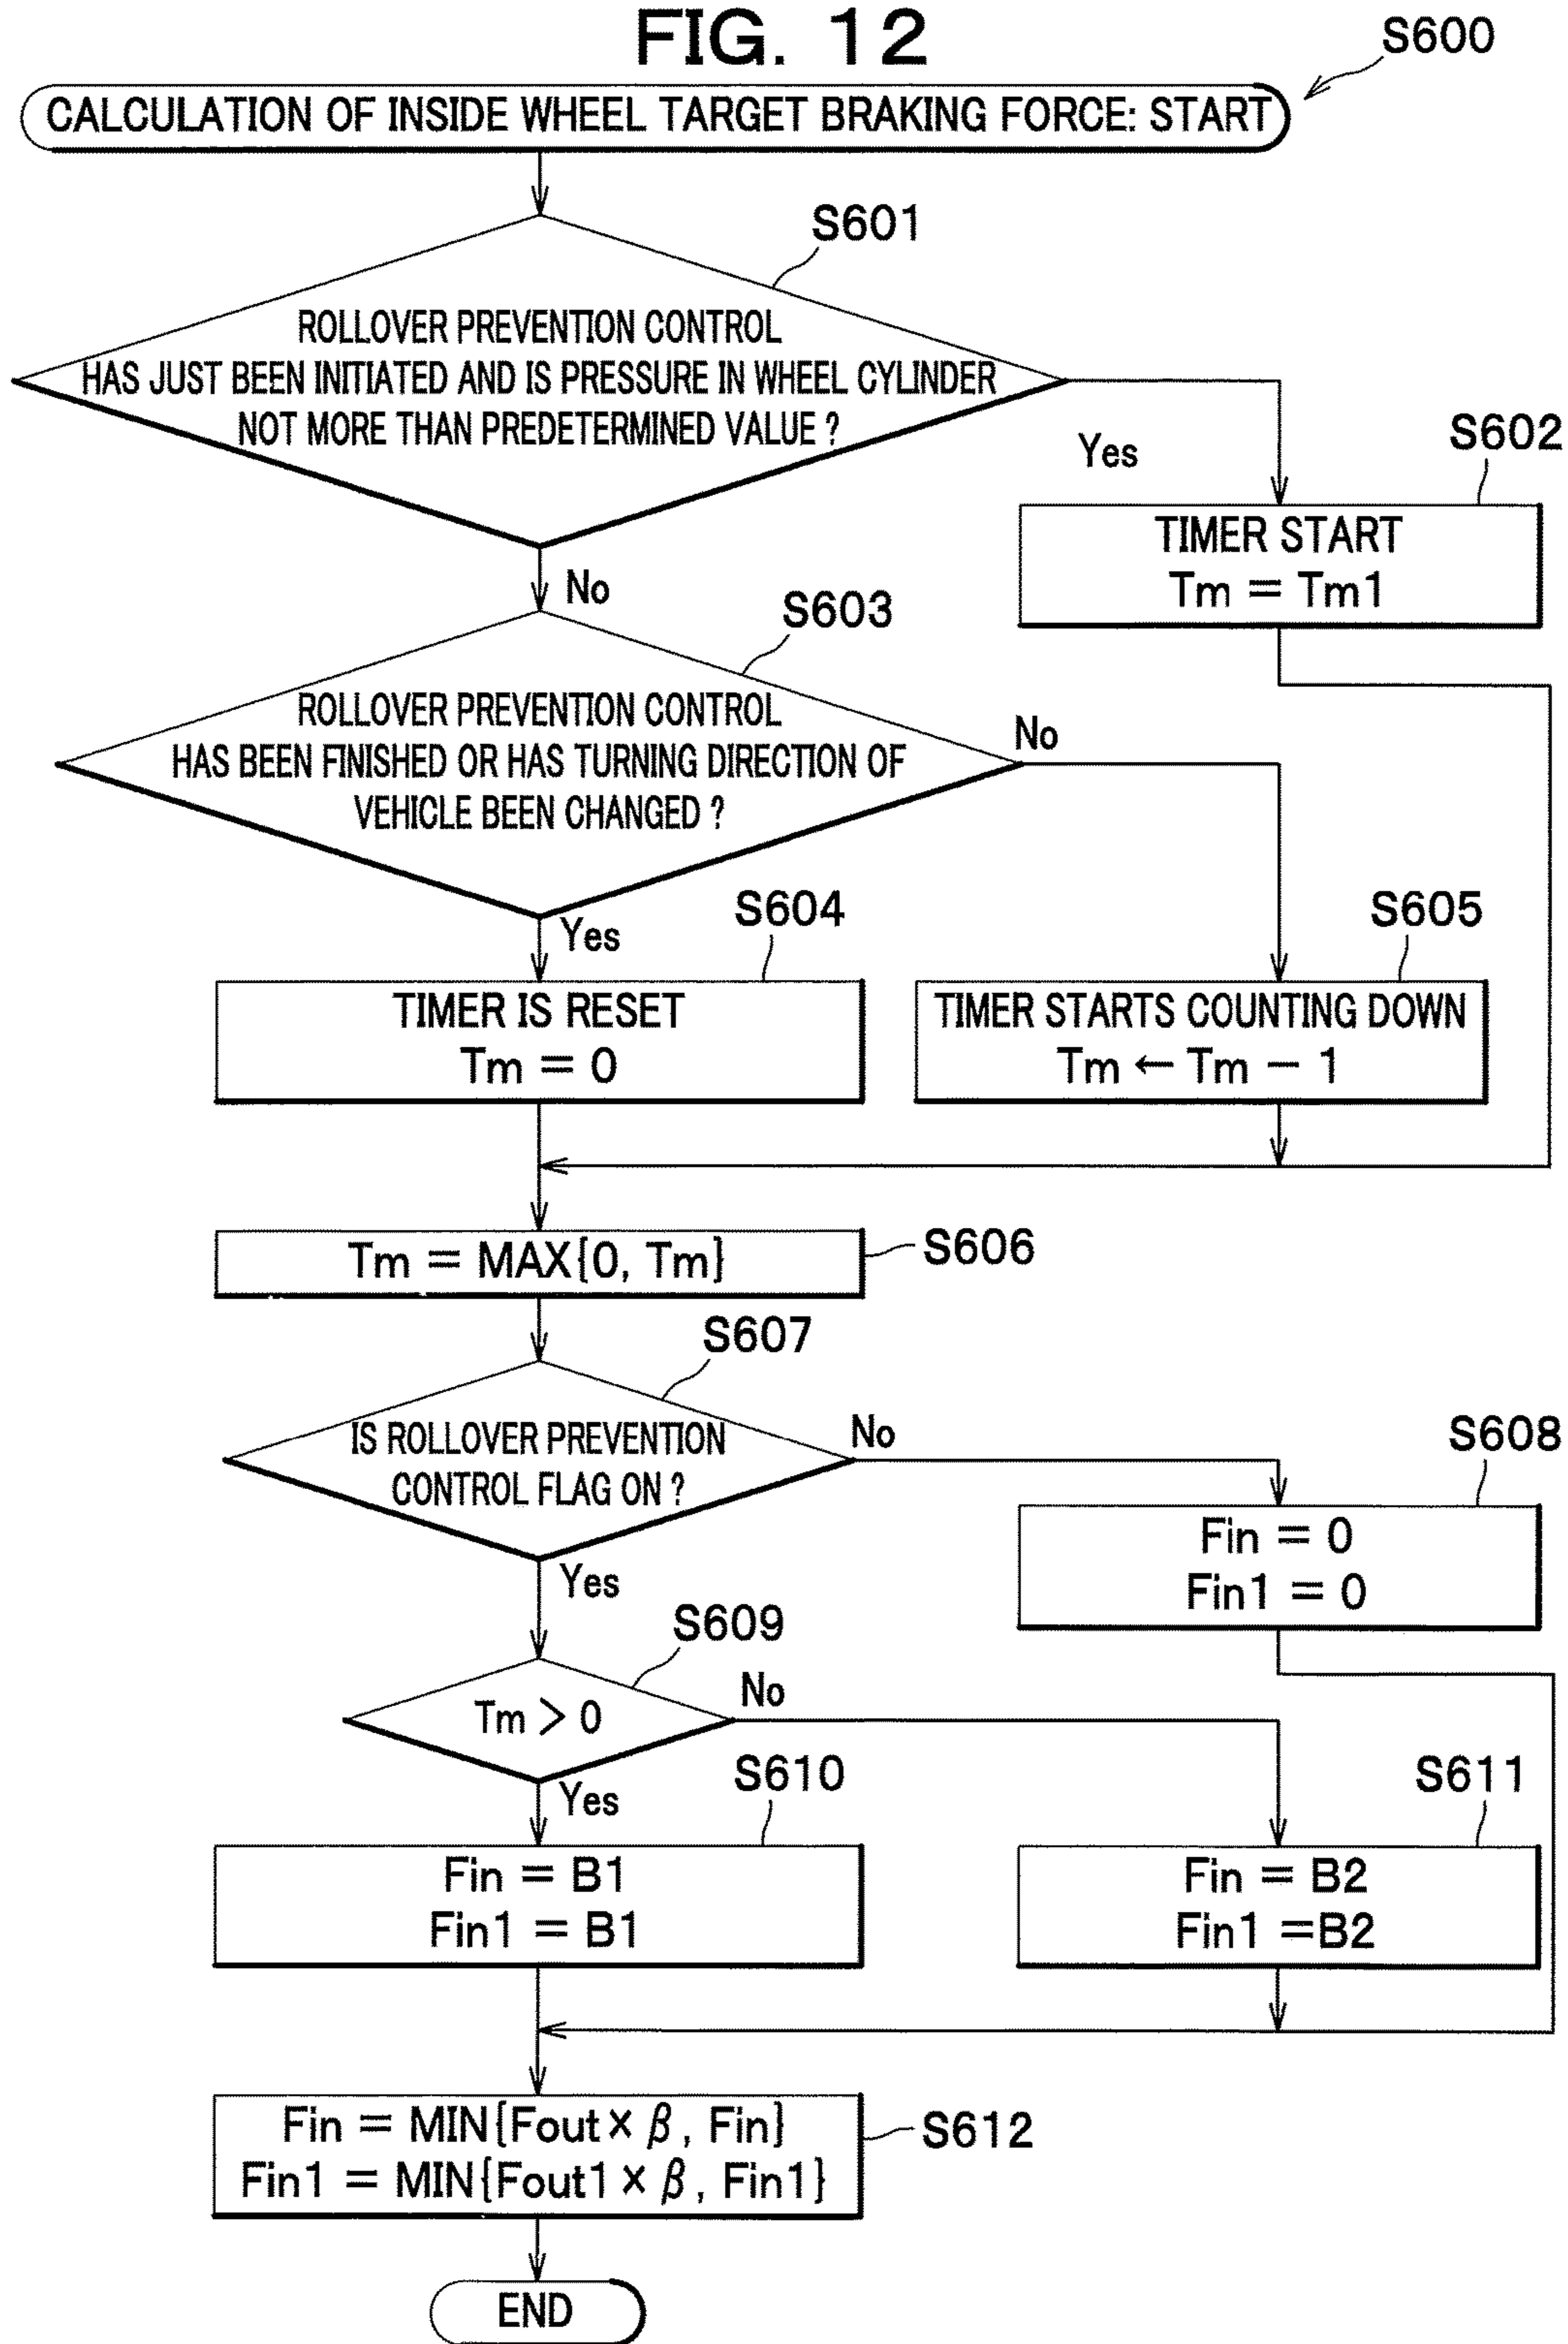 FIG. 12
S600
CALCULATION OF INSIDE WHEEL TARGET BRAKING FORCE: START
S601
ROLLOVER PREVENTION CONTROL
HAS JUST BEEN INITIATED AND IS PRESSURE IN WHEEL CYLINDER
NOT MORE THAN PREDETERMINED VALUE ?
Yes
S602
TIMER START
Tm = Tm1
No
S603
ROLLOVER PREVENTION CONTROL
HAS BEEN FINISHED OR HAS TURNING DIRECTION OF
VEHICLE BEEN CHANGED ?
No
Yes
S604
TIMER IS RESET
Tm = 0
S605
TIMER STARTS COUNTING DOWN
Tm ← Tm − 1
Tm = MAX{0, Tm}
S606
S607
IS ROLLOVER PREVENTION
CONTROL FLAG ON ?
No
S608
Fin = 0
Fin1 = 0
Yes
S609
Tm > 0
No
Yes
S610
Fin = B1
Fin1 = B1
S611
Fin = B2
Fin1 =B2
Fin = MIN{Fout × β, Fin}
Fin1 = MIN{Fout1 × β, Fin1}
S612
END